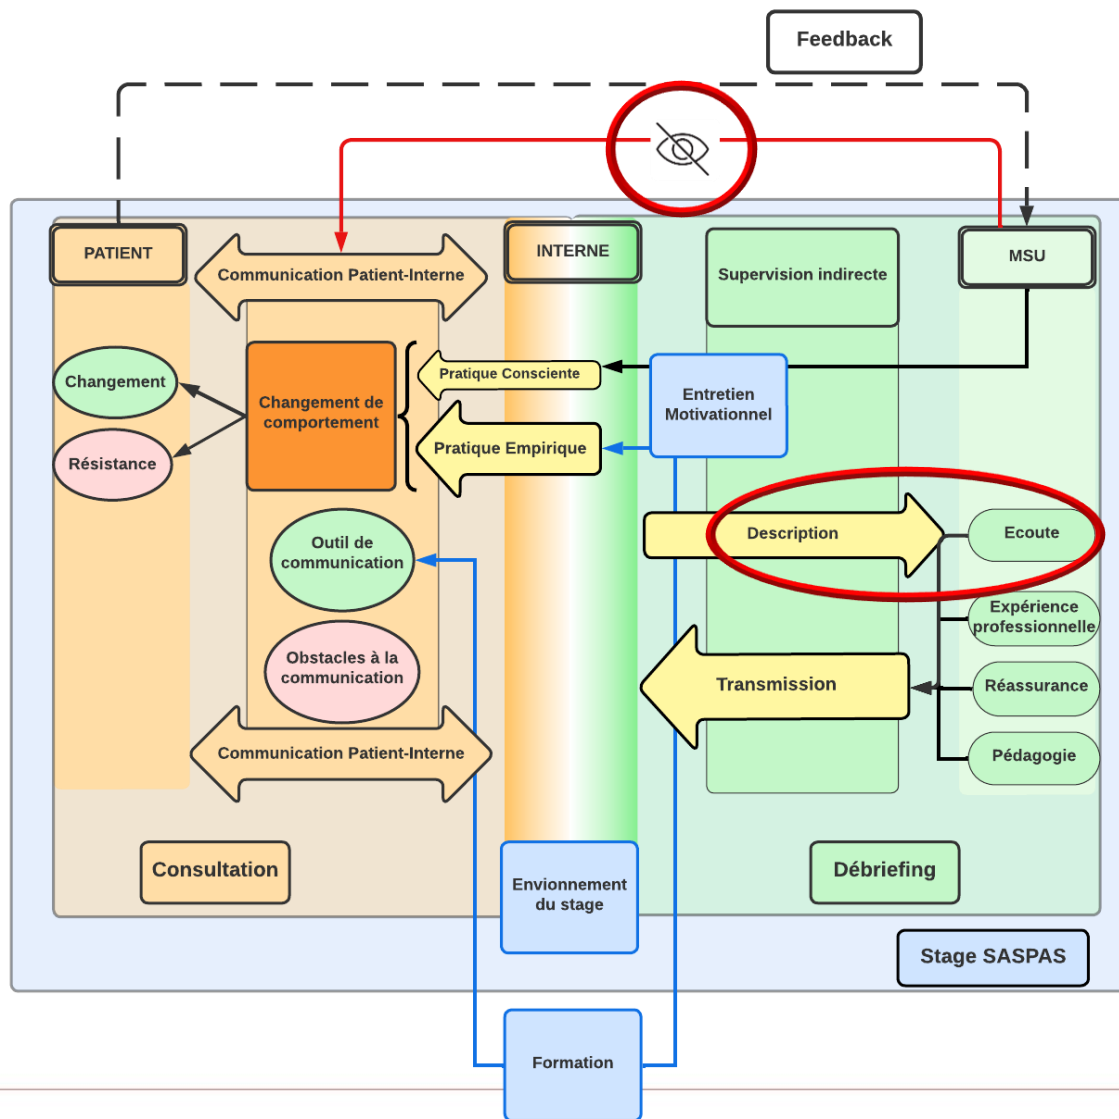 Feedback
PATIENT
Communication Patient-Interne
INTERNE
Supervision indirecte
MSU
Changement
Résistance
Changement de
comportement
Pratique Consciente
Pratique Empirique
Entretien
Motivationnel
Outil de
communication
Obstacles à la
communication
Description
Ecoute
Expérience
professionnelle
Transmission
Réassurance
Pédagogie
Communication Patient-Interne
Consultation
Envionnement
du stage
Débriefing
Stage SASPAS
Formation